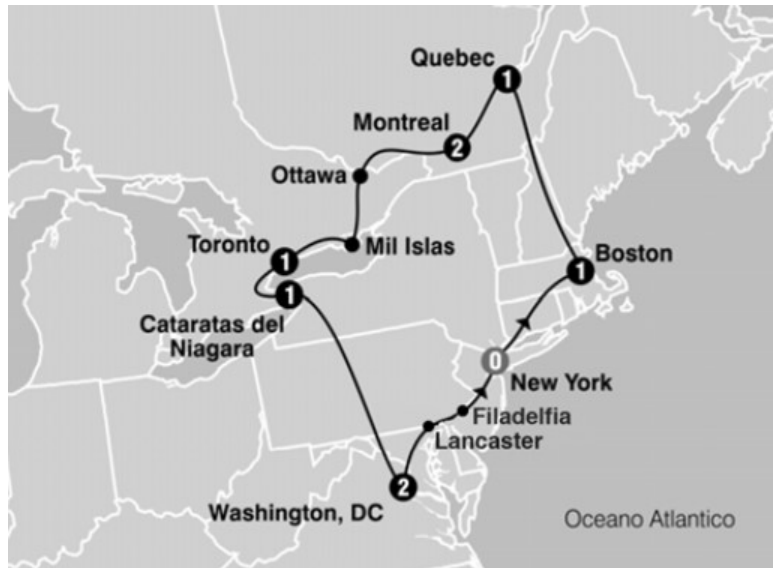 Quebec
1
Montreal
2
Ottawa
Toronto
1
Mil Islas
Boston
1
1
Cataratas del
Niagara
0
New York
Filadelfia
Lancaster
2
Washington, DC
Oceano Atlantico